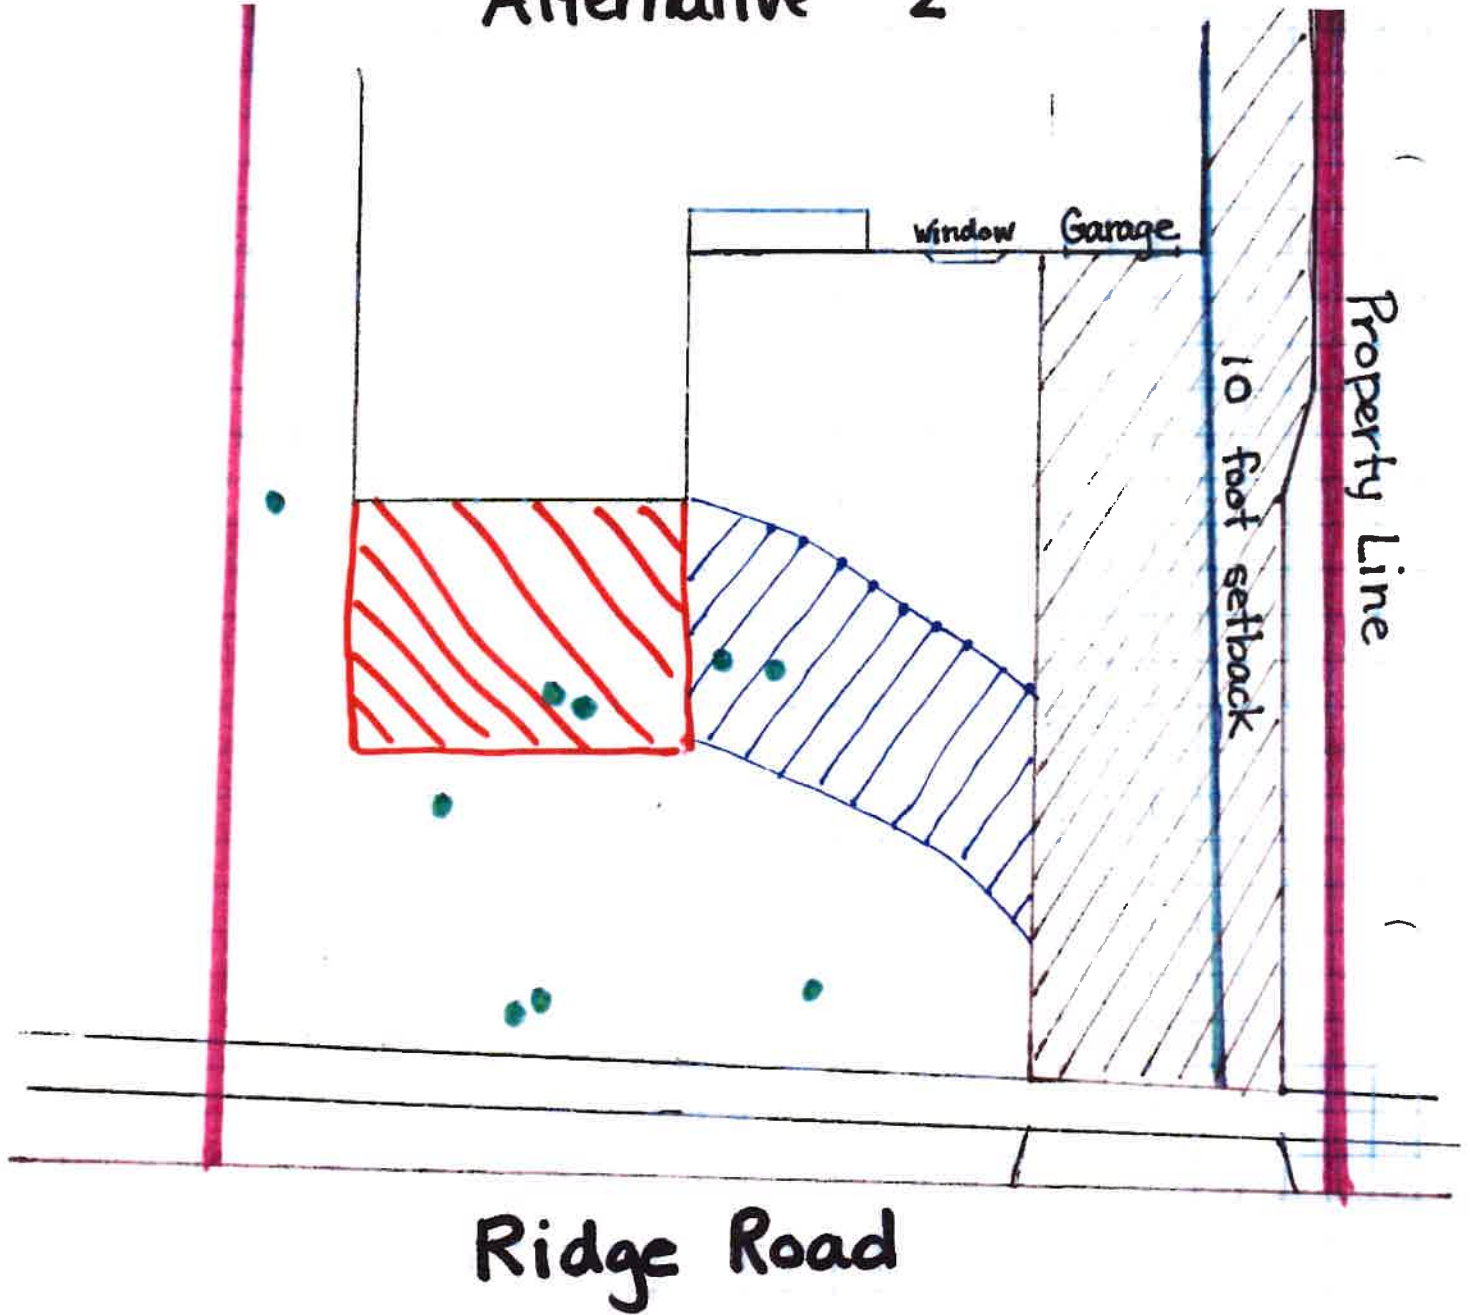 Alternative 2
Window
Garage
10 foot setback
Property Line
Ridge Road